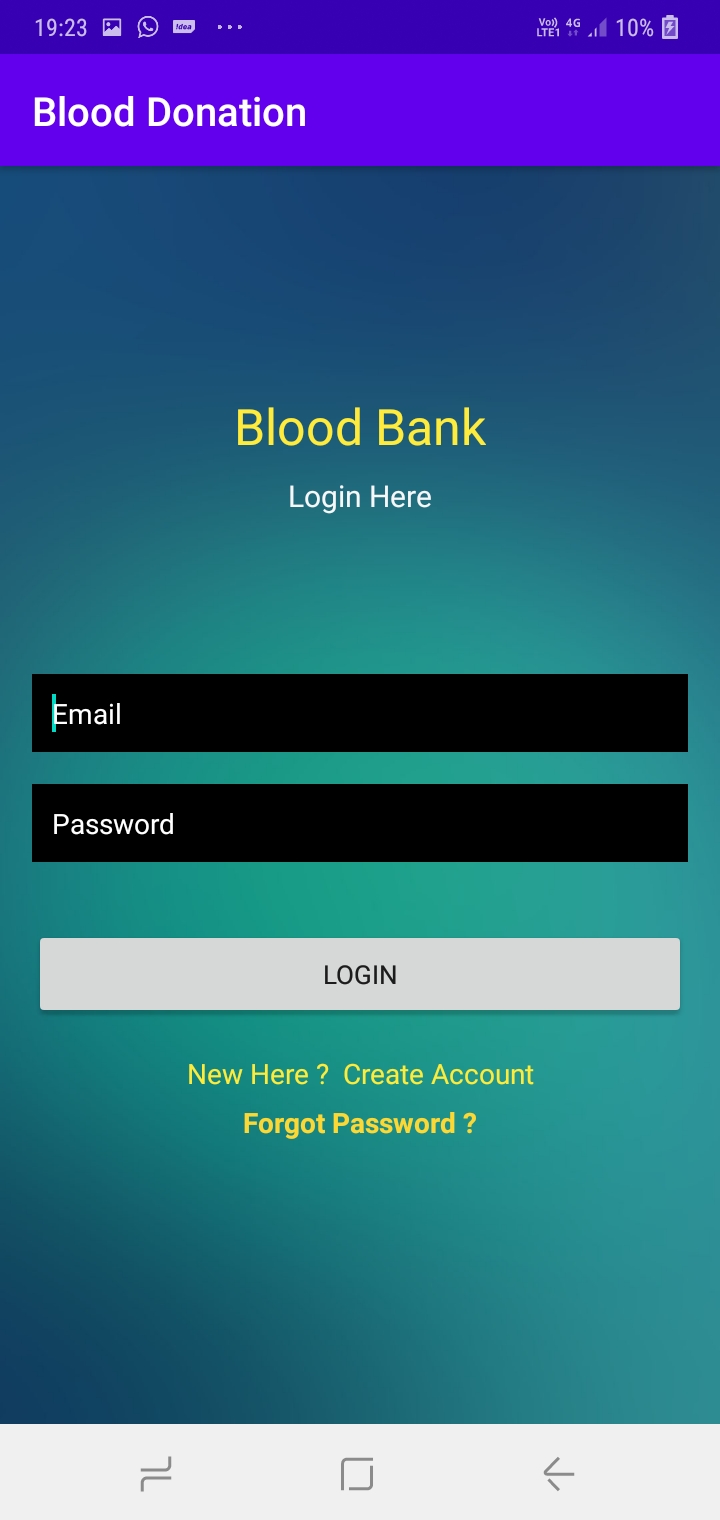 19:23 !dea Vo)) LTE1 4G 10%
Blood Donation
Blood Bank
Login Here
Email
Password
LOGIN
New Here ? Create Account
Forgot Password ?